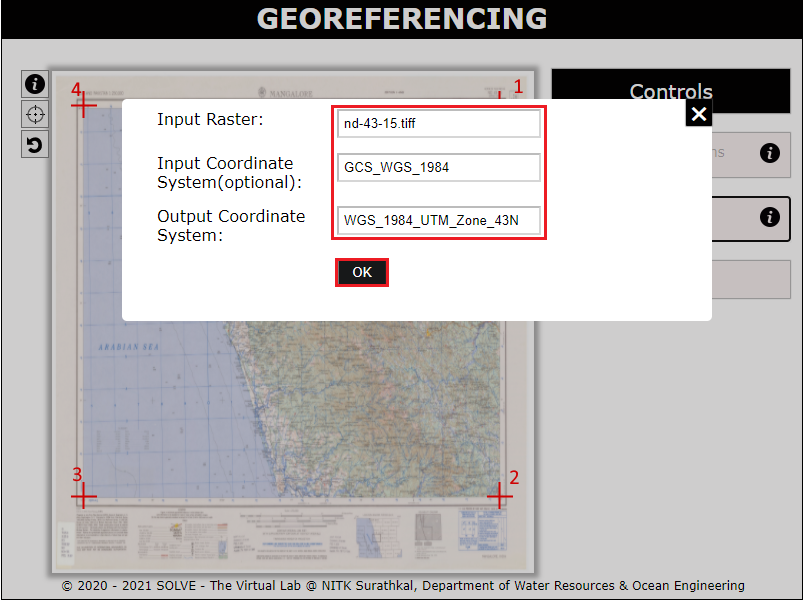 GEOREFERENCING
4
MANGALORE
1
Controls
Input Raster:
nd-43-15.tiff
ns
Input Coordinate
System(optional):
GCS_WGS_1984
Output Coordinate
System:
WGS_1984_UTM_Zone_43N
OK
ARABIAN SEA
3
2
© 2020 - 2021 SOLVE - The Virtual Lab @ NITK Surathkal, Department of Water Resources & Ocean Engineering